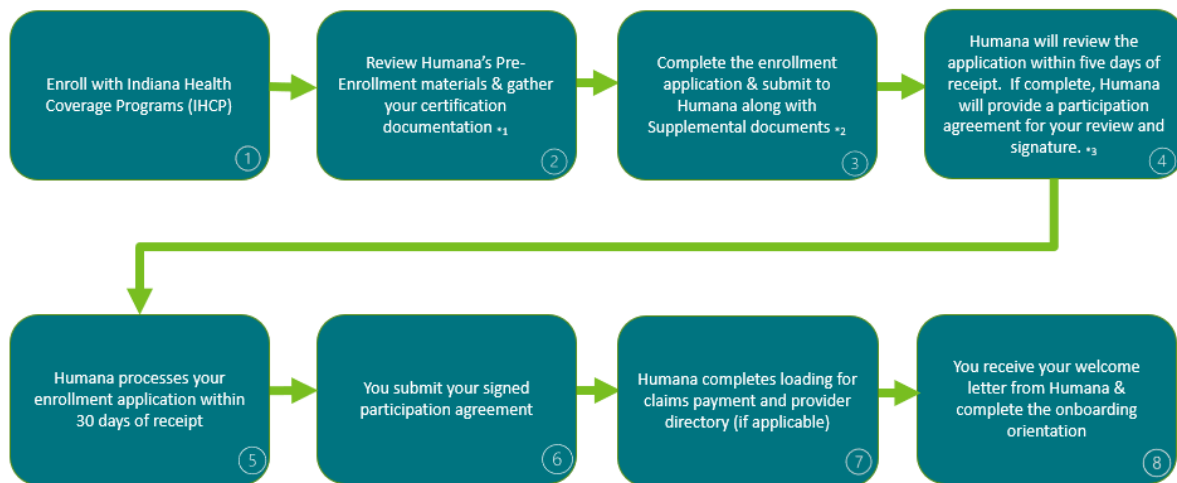 Enroll with Indiana Health
Coverage Programs (IHCP)
1
Review Humana's Pre-
Enrollment materials & gather
your certification
documentation *1
2
Complete the enrollment
application & submit to
Humana along with
Supplemental documents *2
3
Humana will review the
application within five days of
receipt.  If complete, Humana
will provide a participation
agreement for your review and
signature. *3
4
Humana processes your
enrollment application within
30 days of receipt
5
You submit your signed
participation agreement
6
Humana completes loading for
claims payment and provider
directory (if applicable)
7
You receive your welcome
letter from Humana &
complete the onboarding
orientation
8